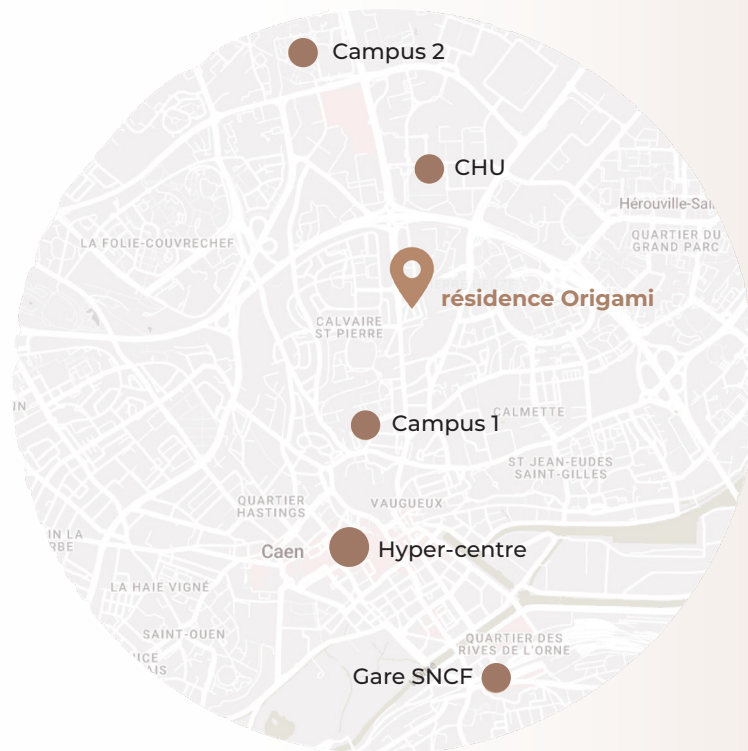 Campus 2
CHU
Hérouville-Sai
QUARTIER DU
GRAND PARC
LA FOLIE-COUVRECHEF
résidence Origami
CALVAIRE
ST PIERRE
Campus 1
CALMETTE
IN
ST JEAN-EUDES
SAINT-GILLES
QUARTIER
HASTINGS
VAUGUEUX
IN LA
RBE
Caen
Hyper-centre
LA HAIE VIGNÉ
SAINT-OUEN
QUARTIER DES
RIVES DE L'ORNE
ICE
AIS
Gare SNCF